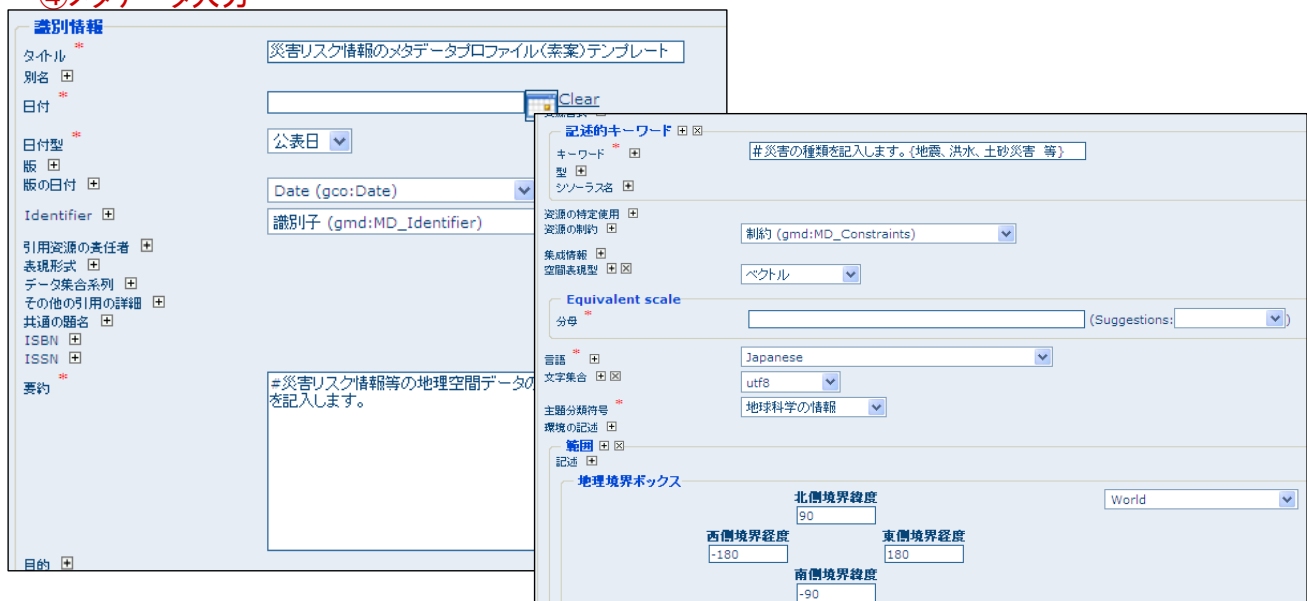 ④メタデータ入力
識別情報
タイトル *
災害リスク情報のメタデータプロファイル(素案)テンプレート
別名
日付 *
Clear
日付型 *
公表日
版
版の日付
Date (gco:Date)
Identifier
識別子 (gmd:MD_Identifier)
引用資源の責任者
表現形式
データ集合系列
その他の引用の詳細
共通の題名
ISBN
ISSN
要約 *
#災害リスク情報等の地理空間データの
を記入します。
目的
記述的キーワード
キーワード *
#災害の種類を記入します。{地震、洪水、土砂災害 等}
型
シソーラス名
資源の特定使用
資源の制約
制約 (gmd:MD_Constraints)
集成情報
空間表現型
ベクトル
Equivalent scale
分母 *
(Suggestions: )
言語 *
Japanese
文字集合
utf8
主題分類符号 *
地球科学の情報
環境の記述
範囲
記述
地理境界ボックス
北側境界緯度
World
90
西側境界経度 東側境界経度
-180 180
南側境界緯度
-90